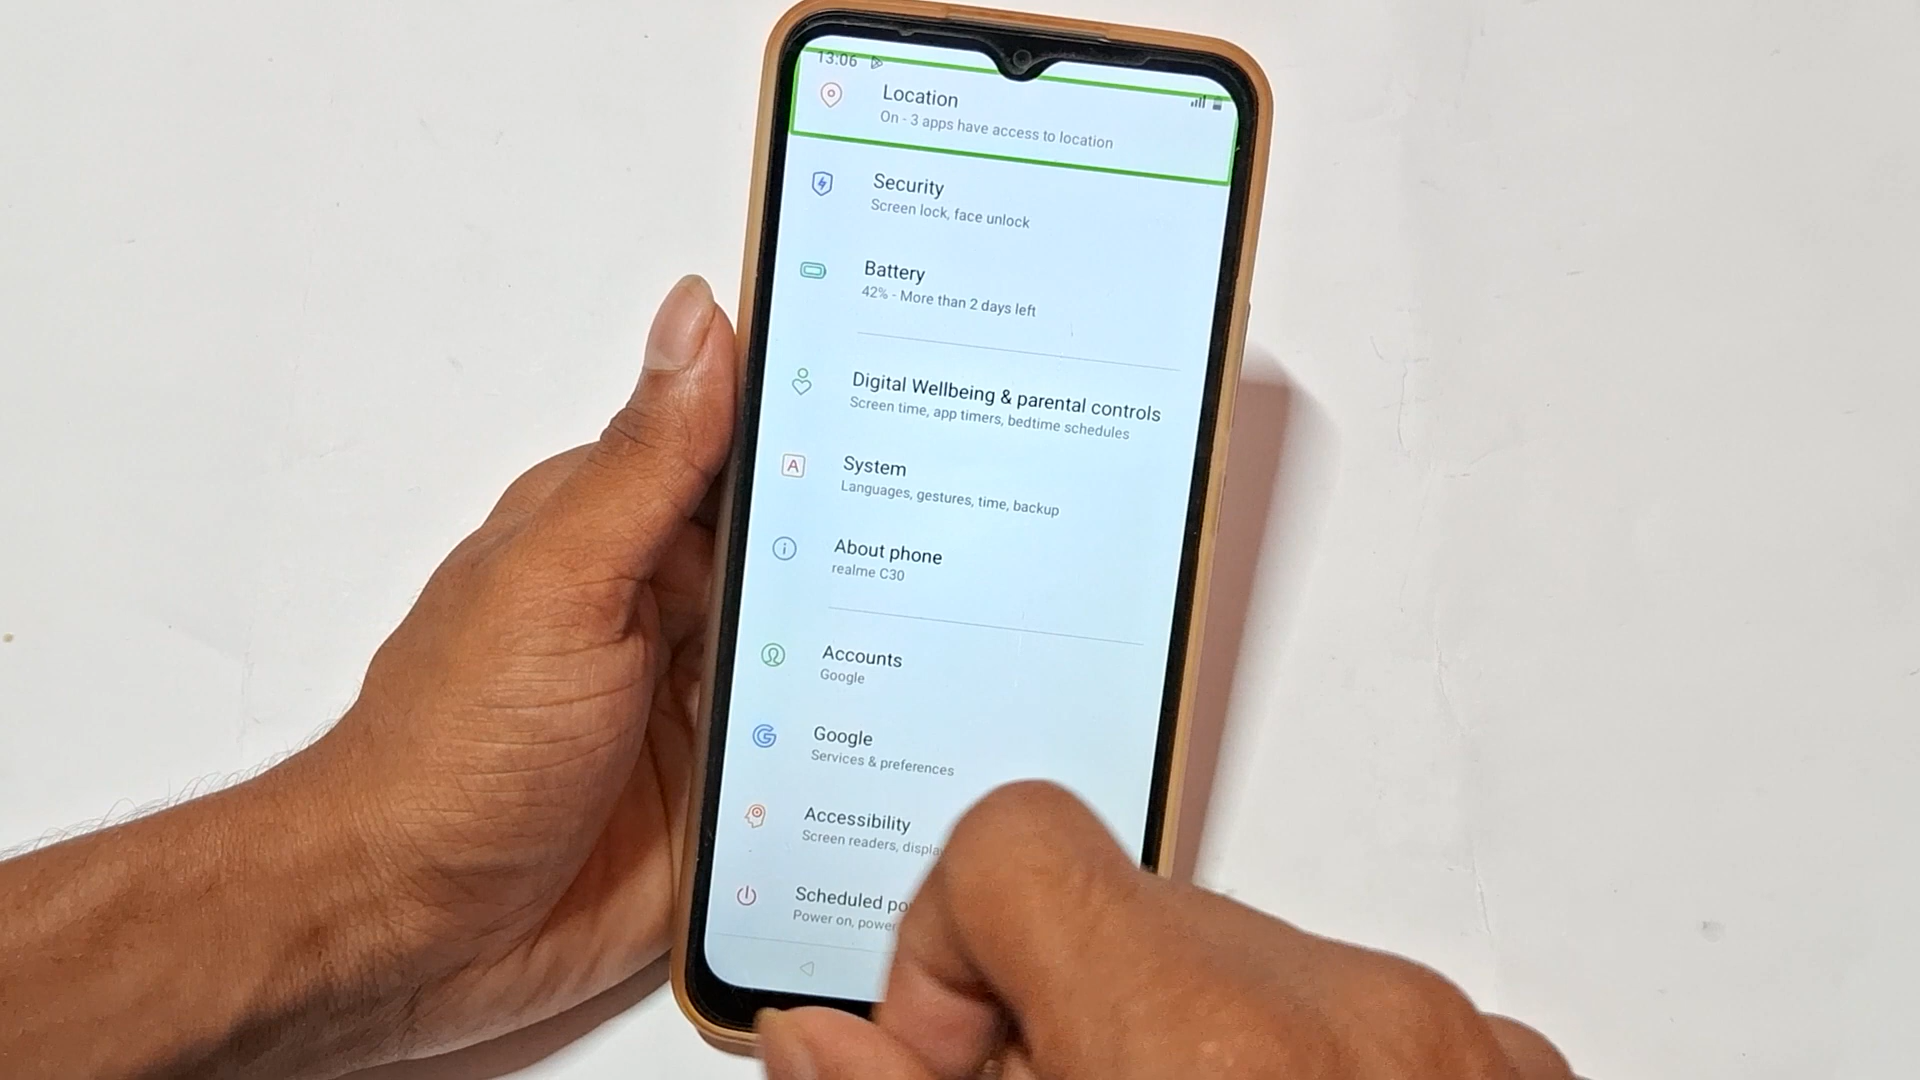 13:06
Location
On - 3 apps have access to location
Security
Screen lock, face unlock
Battery
42% - More than 2 days left
Digital Wellbeing & parental controls
Screen time, app timers, bedtime schedules
A
System
Languages, gestures, time, backup
About phone
realme C30
Accounts
Google
Google
Services & preferences
Accessibility
Screen readers,
Scheduled
Power on,